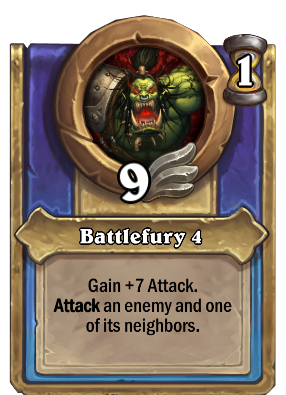 1
9
Battlefury 4
Gain +7 Attack.
Attack an enemy and one
of its neighbors.